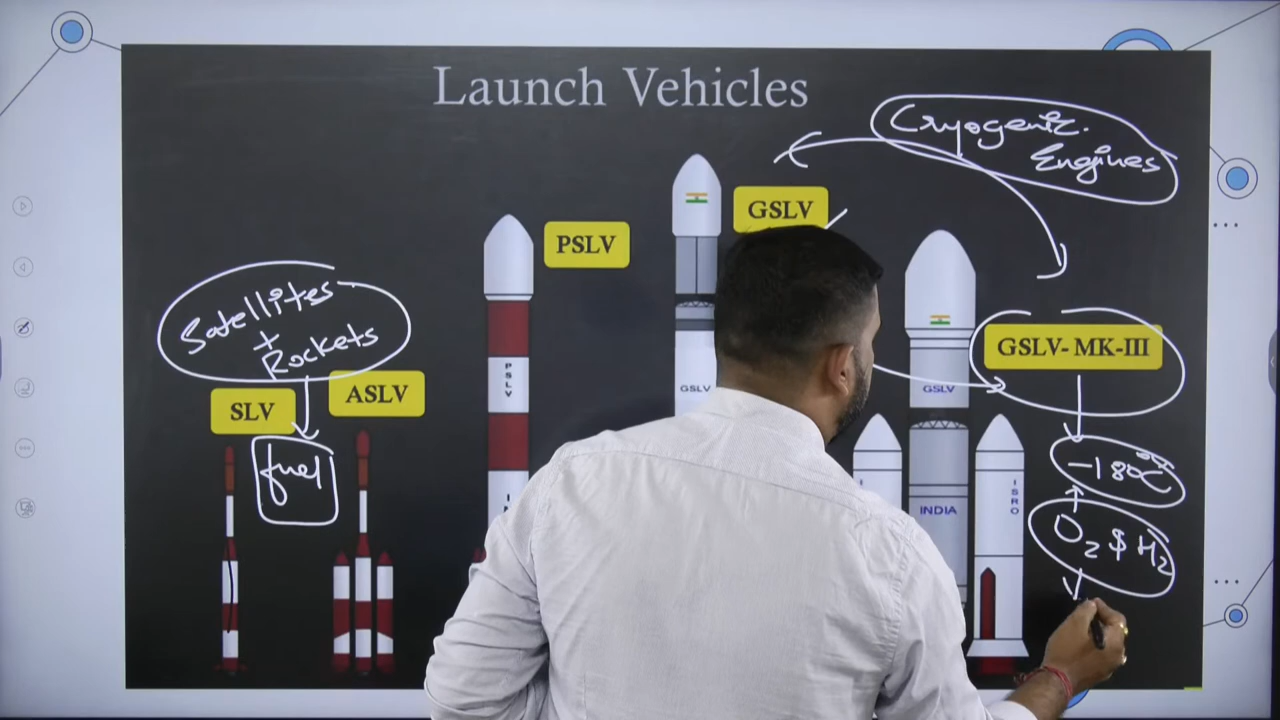 Launch Vehicles
Cryogenic
Engines
GSLV
PSLV
Satellites
+
Rockets
GSLV- MK-III
ASLV
SLV
GSLV
GSLV
PSLV
fuel
-180°C
ISRO
INDIA
O2 $ H2